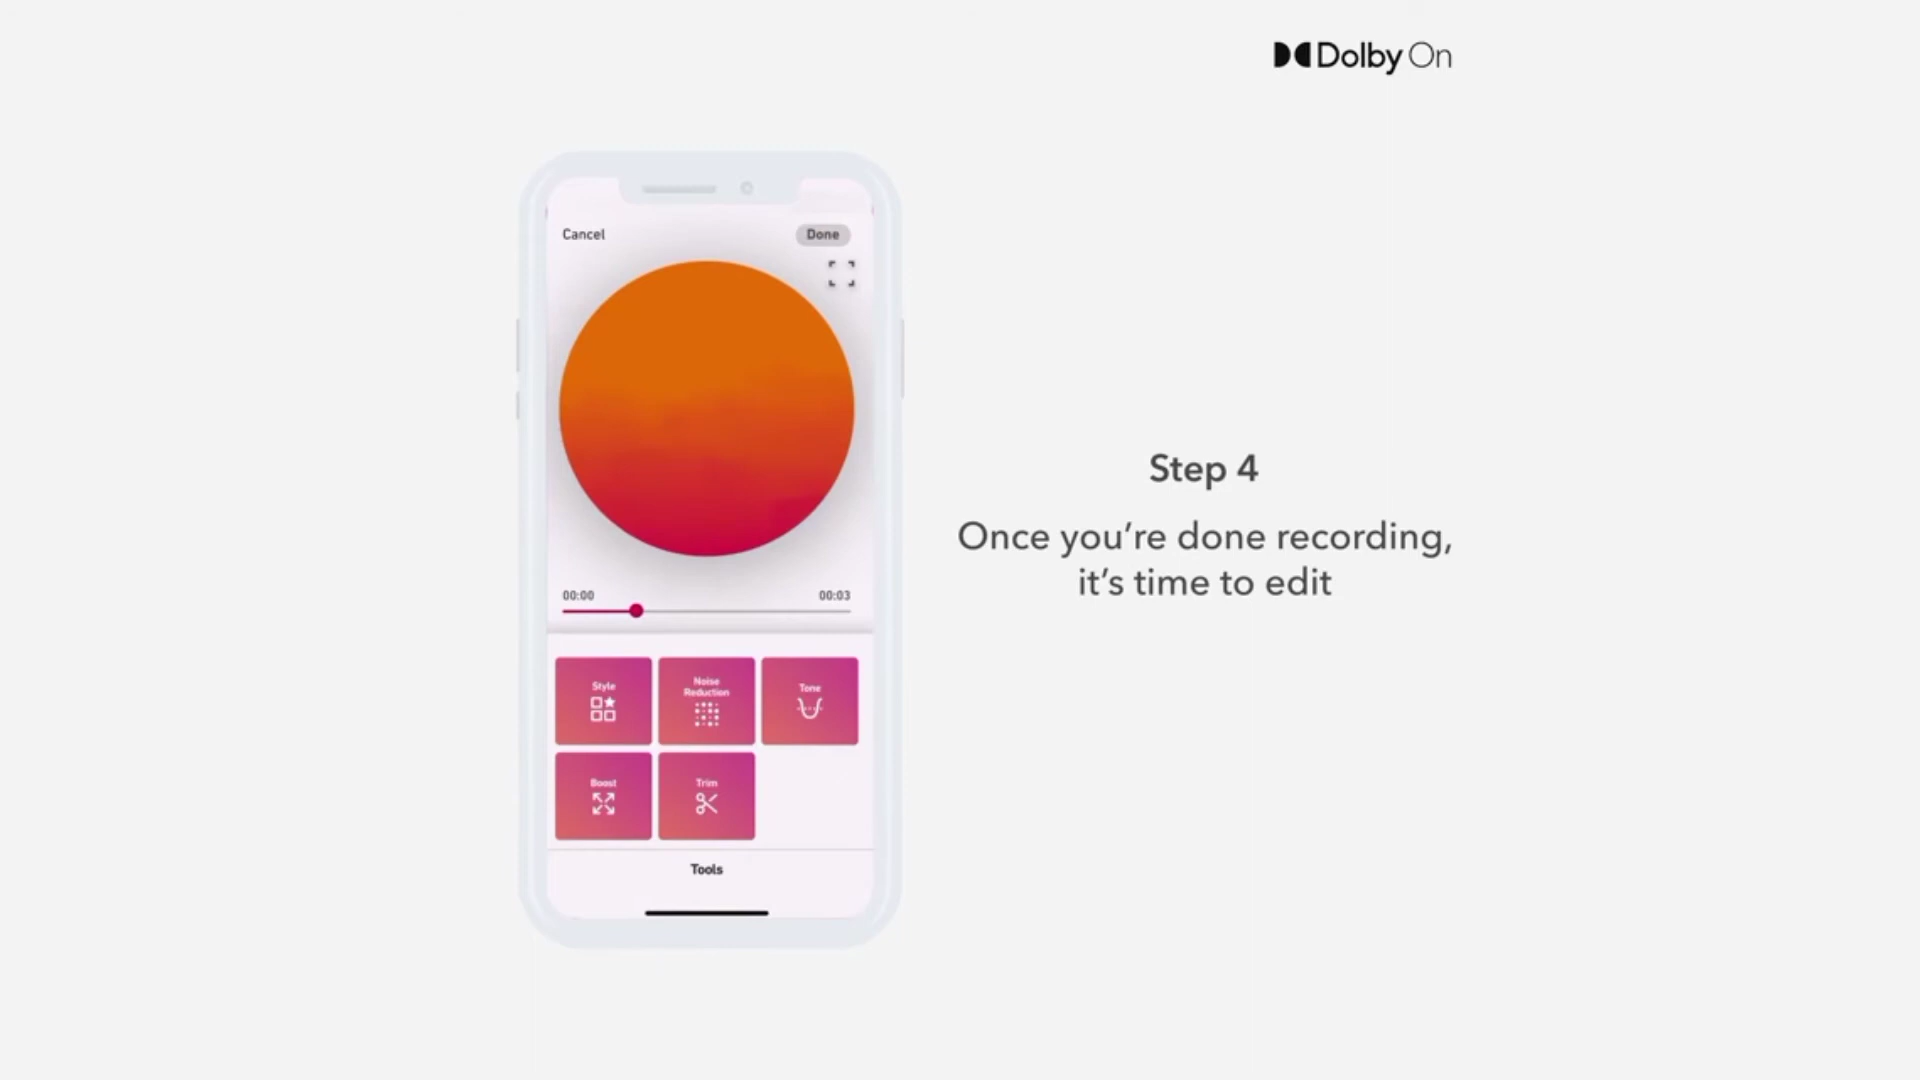 Dolby On
Cancel
Done
00:00
00:03
Style
Noise
Reduction
Tone
Boost
Trim
Tools
Step 4
Once you’re done recording,
it’s time to edit